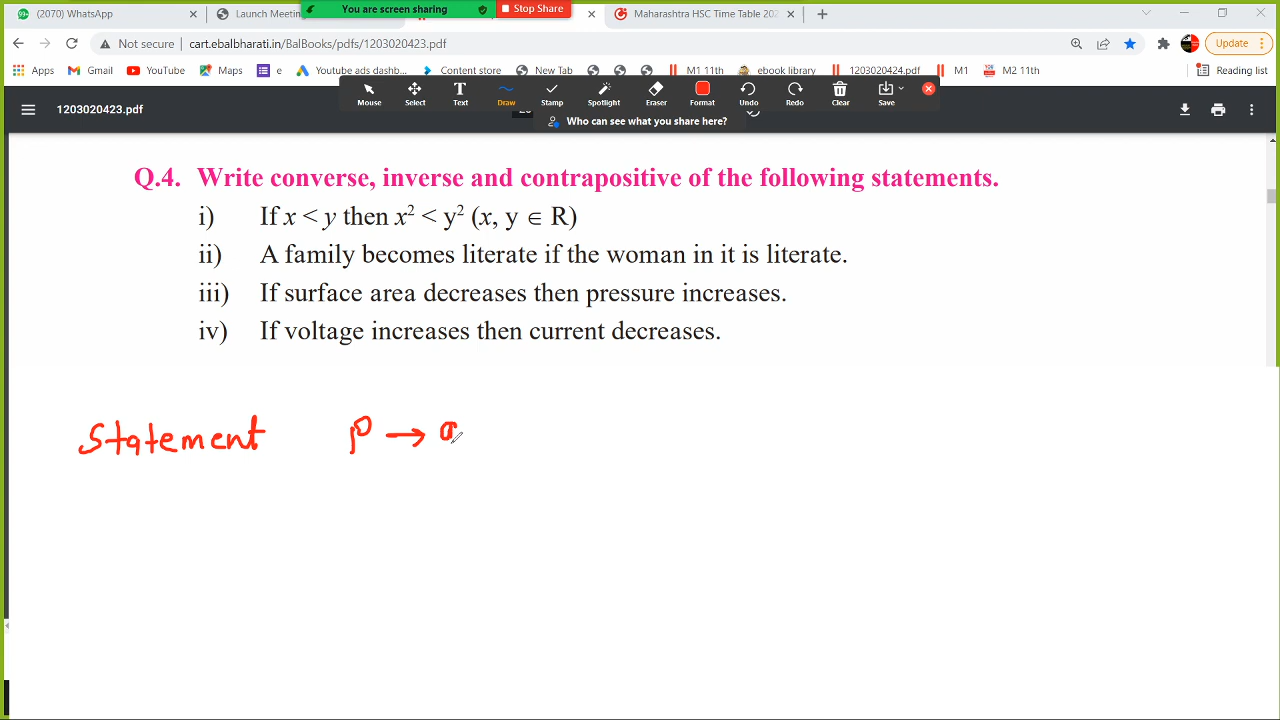 You are screen sharing Stop Share
(2070) WhatsApp Launch Meeting Maharashtra HSC Time Table 202
Not secure cart.ebalbharati.in/BalBooks/pdfs/1203020423.pdf Update
Apps Gmail YouTube Maps e Youtube ads dashb... Content store New Tab M1 11th ebook library 1203020424.pdf M1 M2 11th Reading list
Mouse Select Text Draw Stamp Spotlight Eraser Format Undo Redo Clear Save
1203020423.pdf
Who can see what you share here?
Q.4. Write converse, inverse and contrapositive of the following statements.
i) If x < y then x² < y² (x, y ∈ R)
ii) A family becomes literate if the woman in it is literate.
iii) If surface area decreases then pressure increases.
iv) If voltage increases then current decreases.
Statement p →